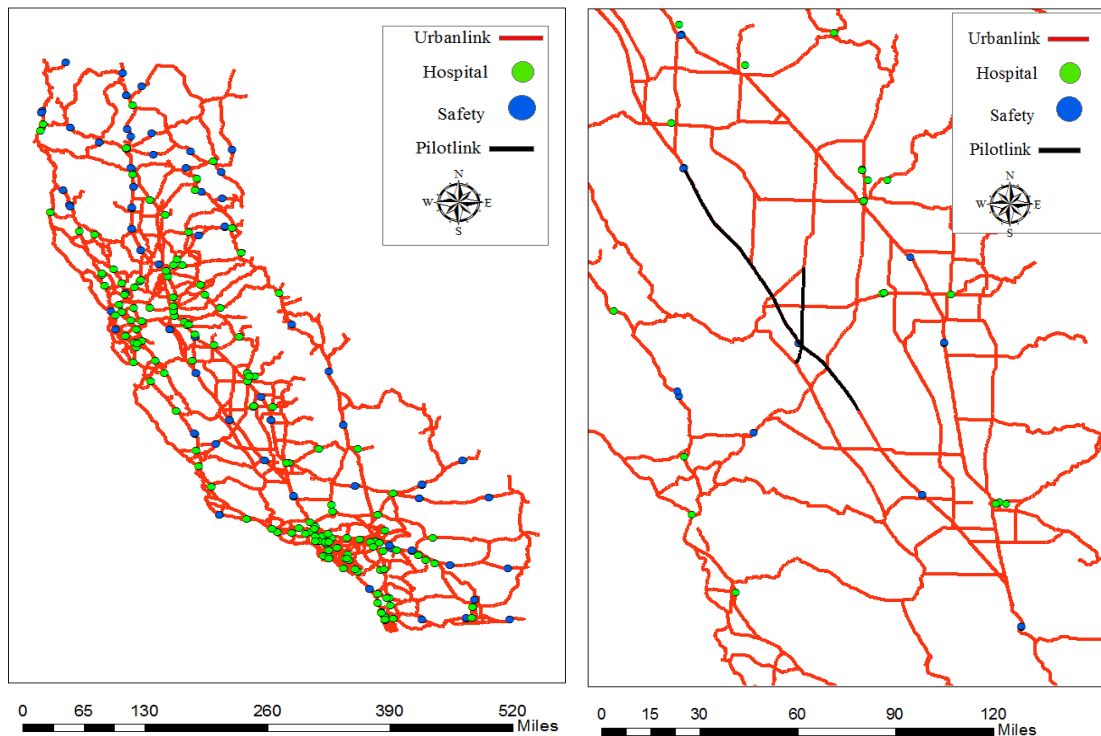 Urbanlink
Hospital
Safety
Pilotlink
N
W E
S
0 65 130 260 390 520
Miles
Urbanlink
Hospital
Safety
Pilotlink
N
W E
S
0 15 30 60 90 120
Miles